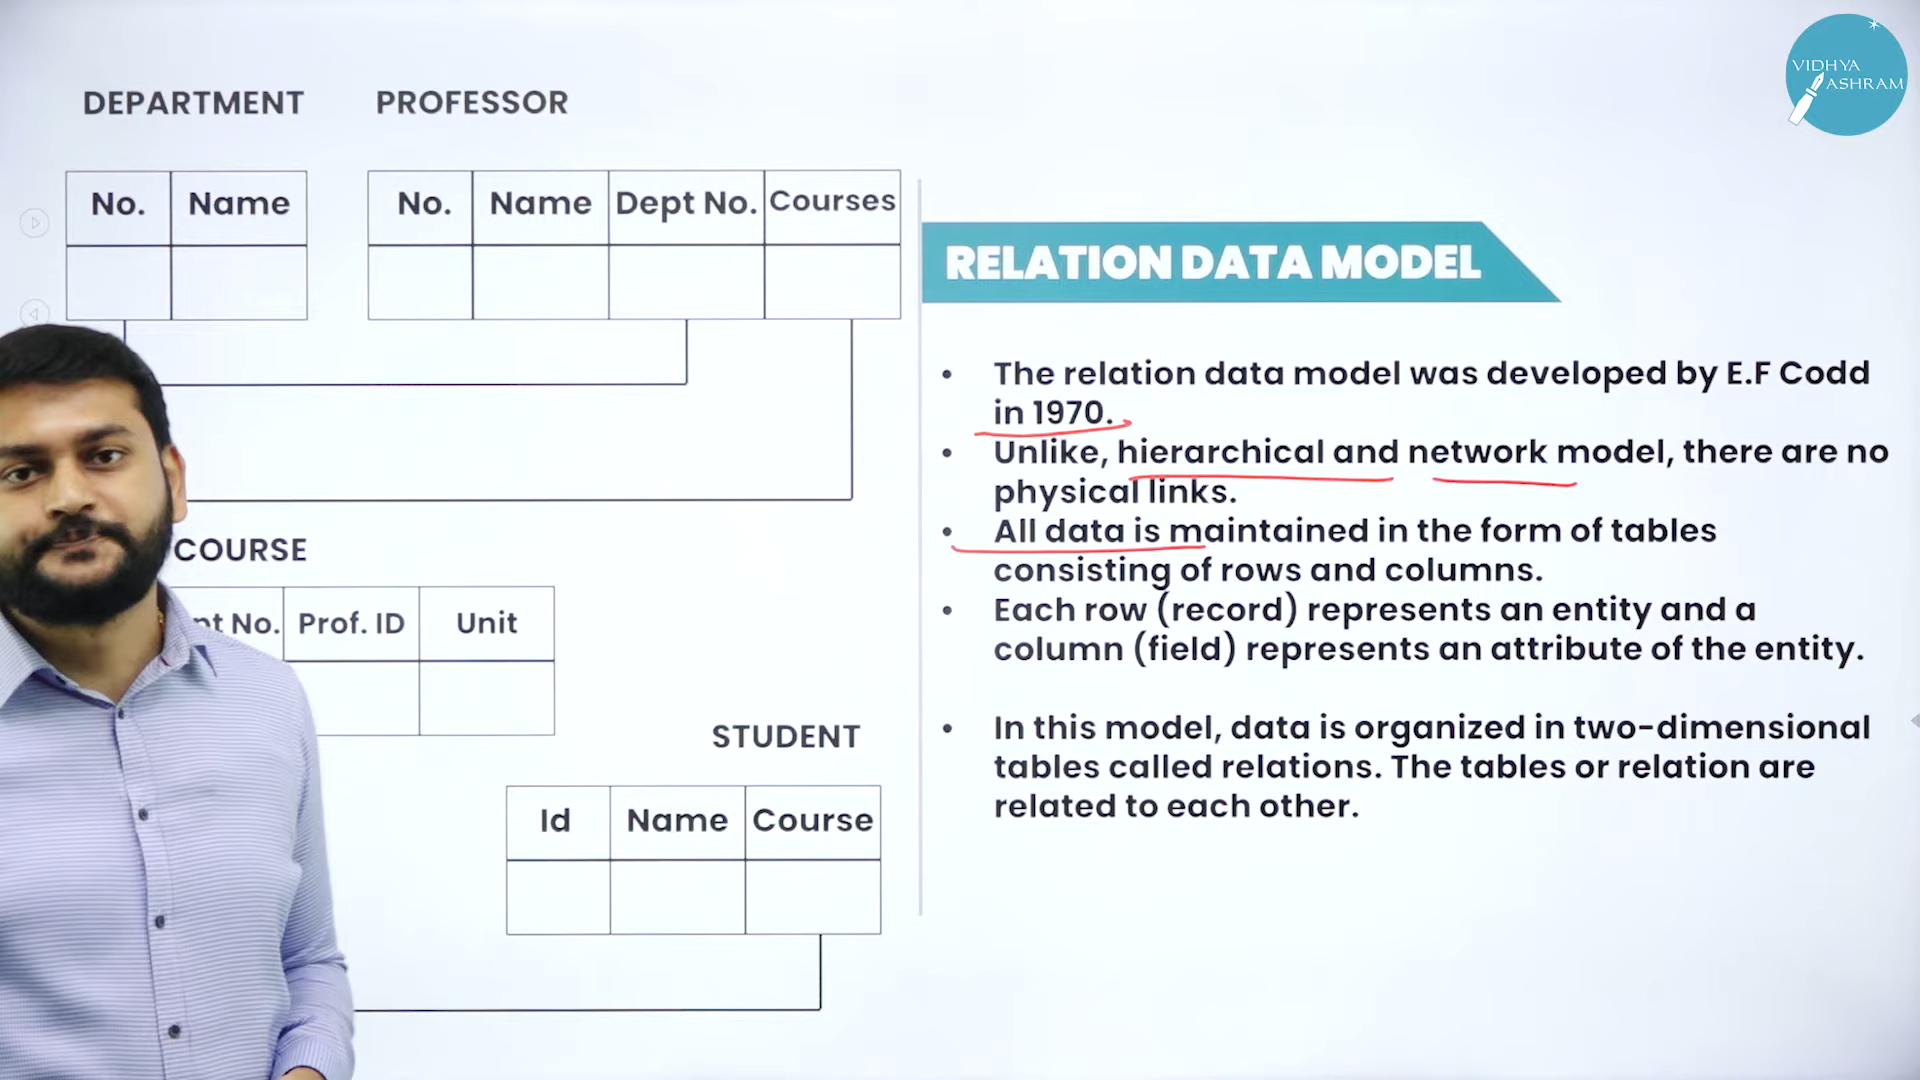 VIDHYA
ASHRAM
DEPARTMENT
No. Name
PROFESSOR
No. Name Dept No. Courses
COURSE
No. Prof. ID Unit
STUDENT
Id Name Course
RELATION DATA MODEL
• The relation data model was developed by E.F Codd
in 1970.
• Unlike, hierarchical and network model, there are no
physical links.
• All data is maintained in the form of tables
consisting of rows and columns.
• Each row (record) represents an entity and a
column (field) represents an attribute of the entity.
• In this model, data is organized in two-dimensional
tables called relations. The tables or relation are
related to each other.